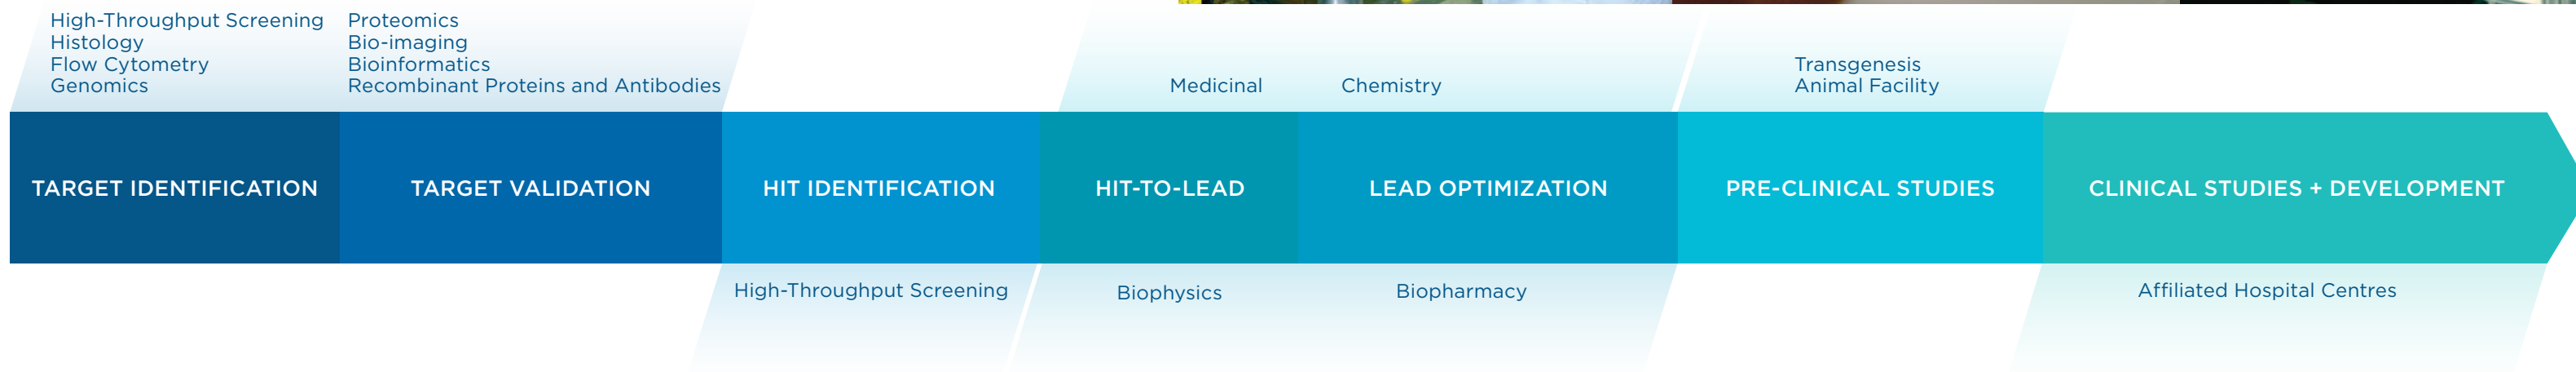 High-Throughput Screening
Histology
Flow Cytometry
Genomics
Proteomics
Bio-imaging
Bioinformatics
Recombinant Proteins and Antibodies
Medicinal Chemistry
Transgenesis
Animal Facility
TARGET IDENTIFICATION
TARGET VALIDATION
HIT IDENTIFICATION
HIT-TO-LEAD
LEAD OPTIMIZATION
PRE-CLINICAL STUDIES
CLINICAL STUDIES + DEVELOPMENT
High-Throughput Screening
Biophysics
Biopharmacy
Affiliated Hospital Centres